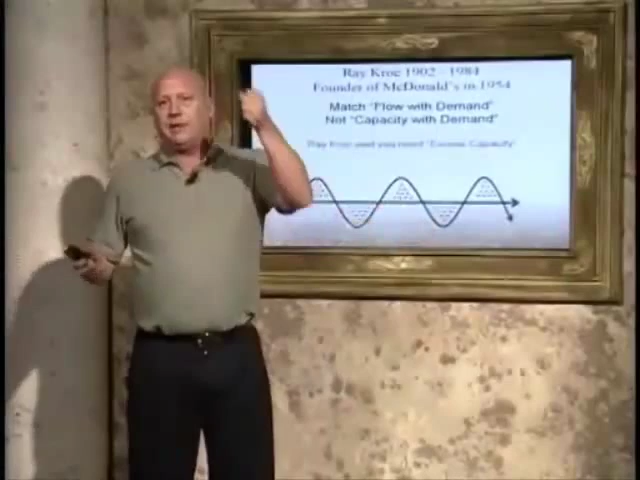 Ray Kroc 1902 - 1984
Founder of McDonald's in 1954
Match "Flow with Demand"
Not "Capacity with Demand"
Ray Kroc said you need "Excess Capacity"